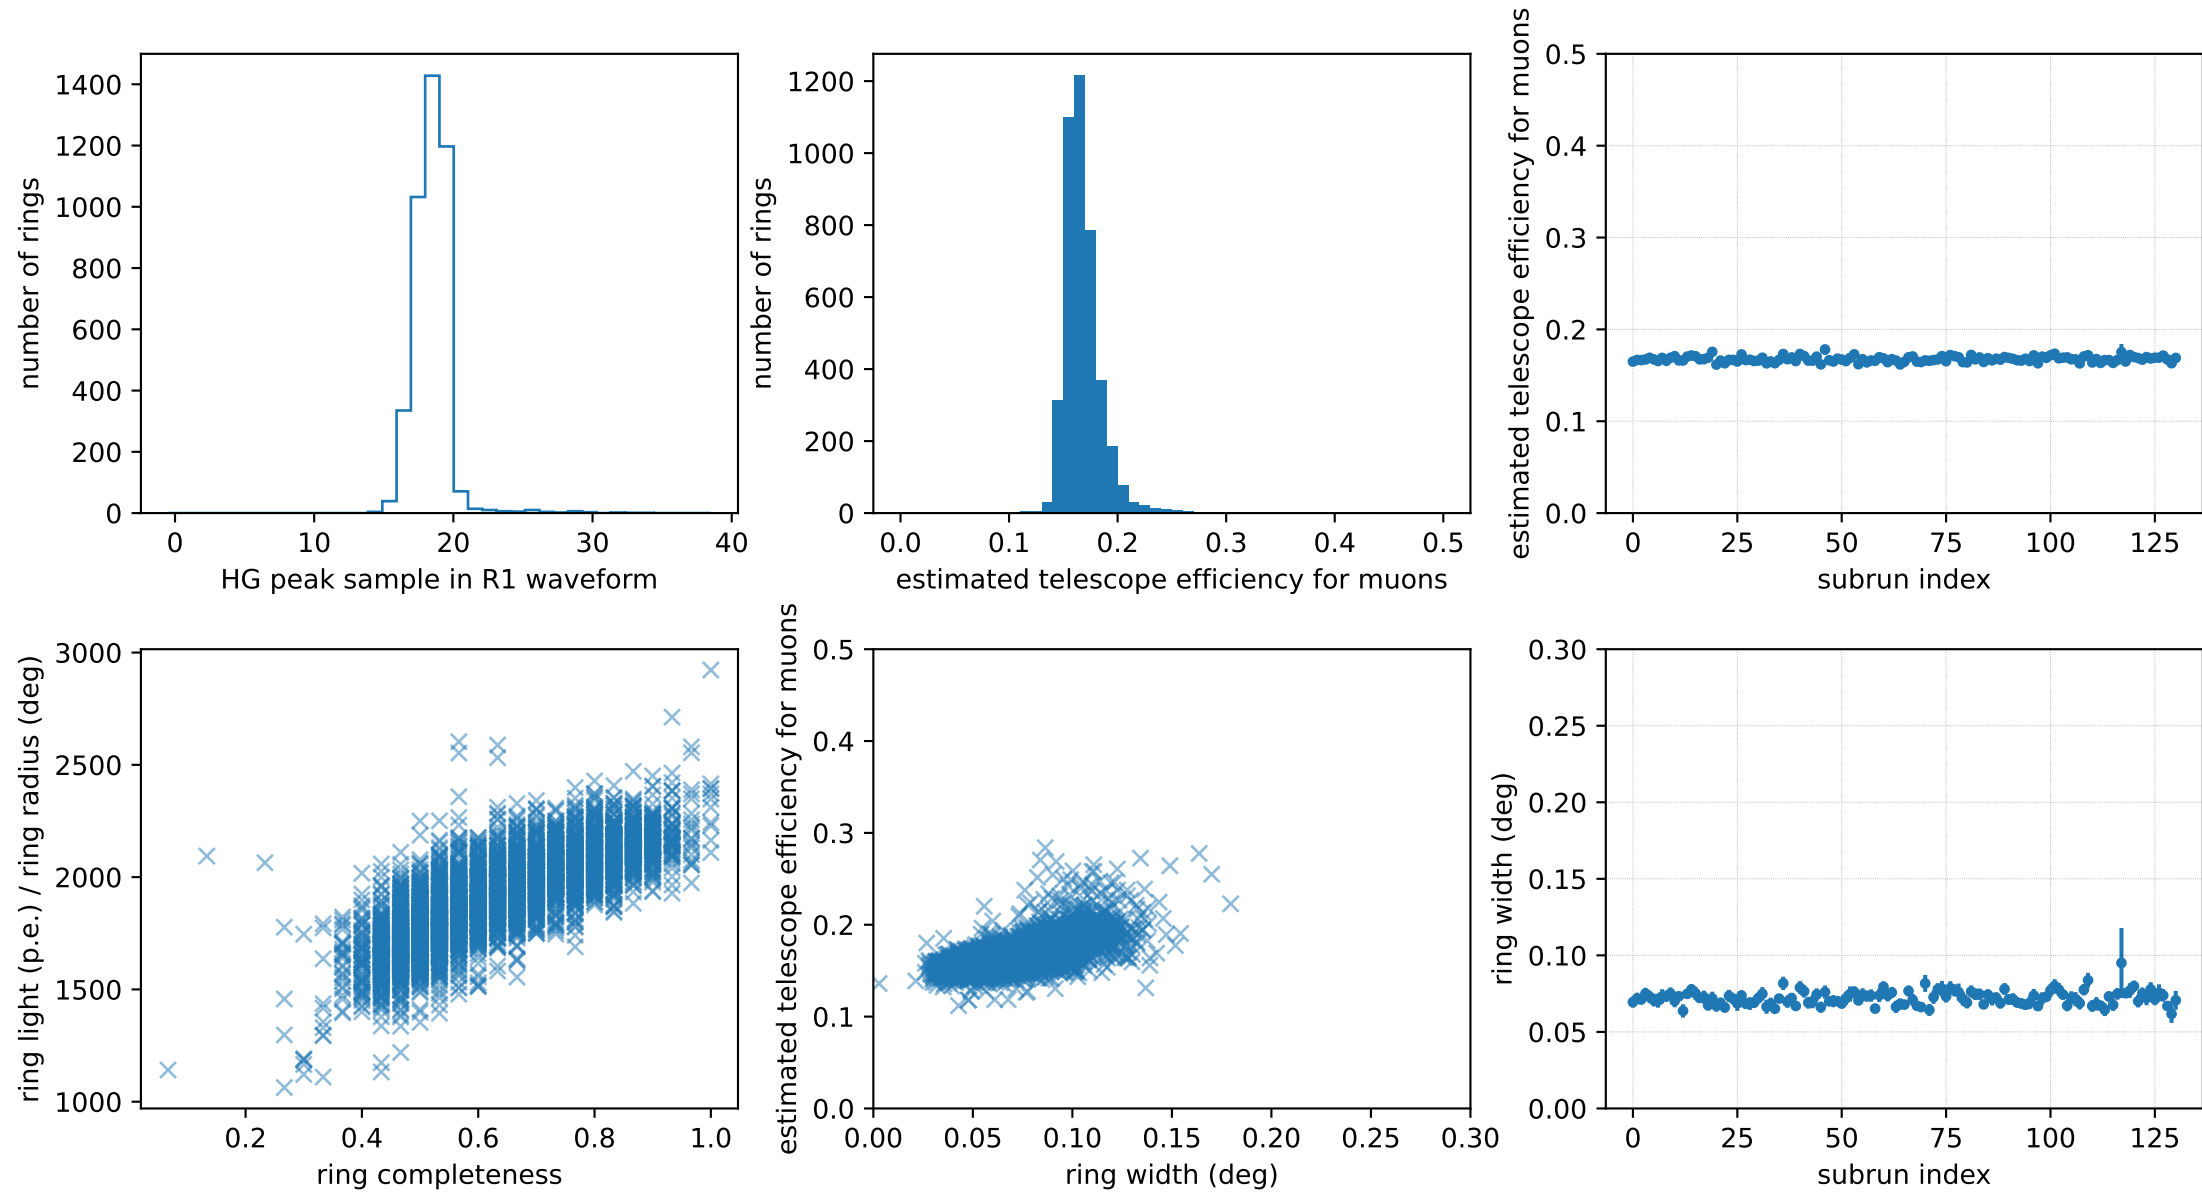 number of rings
1400
1200
1000
800
600
400
200
0
0 10 20 30 40
HG peak sample in R1 waveform
number of rings
1200
1000
800
600
400
200
0
0.0 0.1 0.2 0.3 0.4 0.5
estimated telescope efficiency for muons
estimated telescope efficiency for muons
0.5
0.4
0.3
0.2
0.1
0.0
0 25 50 75 100 125
subrun index
ring light (p.e.) / ring radius (deg)
3000
2500
2000
1500
1000
0.2 0.4 0.6 0.8 1.0
ring completeness
estimated telescope efficiency for muons
0.5
0.4
0.3
0.2
0.1
0.0
0.00 0.05 0.10 0.15 0.20 0.25 0.30
ring width (deg)
ring width (deg)
0.30
0.25
0.20
0.15
0.10
0.05
0.00
0 25 50 75 100 125
subrun index